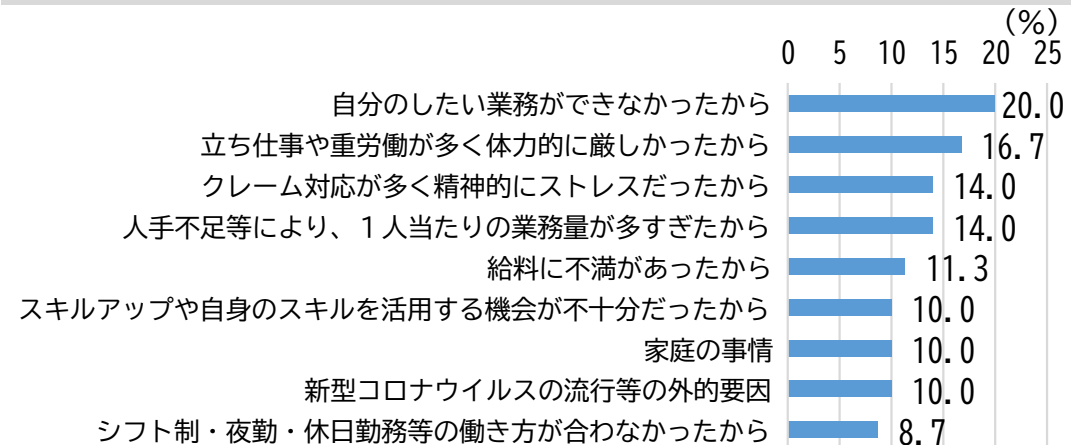 (%)
0 5 10 15 20 25
自分のしたい業務ができなかったから 20.0
立ち仕事や重労働が多く体力的に厳しかったから 16.7
クレーム対応が多く精神的にストレスだったから 14.0
人手不足等により、１人当たりの業務量が多すぎたから 14.0
給料に不満があったから 11.3
スキルアップや自身のスキルを活用する機会が不十分だったから 10.0
家庭の事情 10.0
新型コロナウイルスの流行等の外的要因 10.0
シフト制・夜勤・休日勤務等の働き方が合わなかったから 8.7